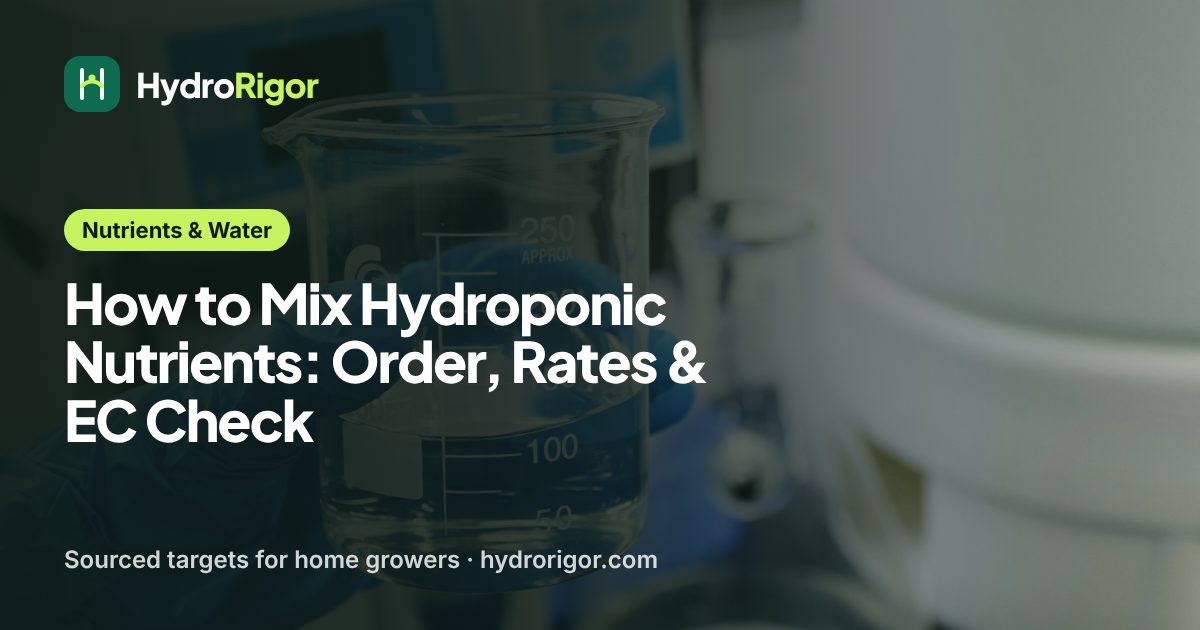 HydroRigor
Nutrients & Water
How to Mix Hydroponic
Nutrients: Order, Rates &
EC Check
Sourced targets for home growers · hydrorigor.com
250
APPROX
100
50